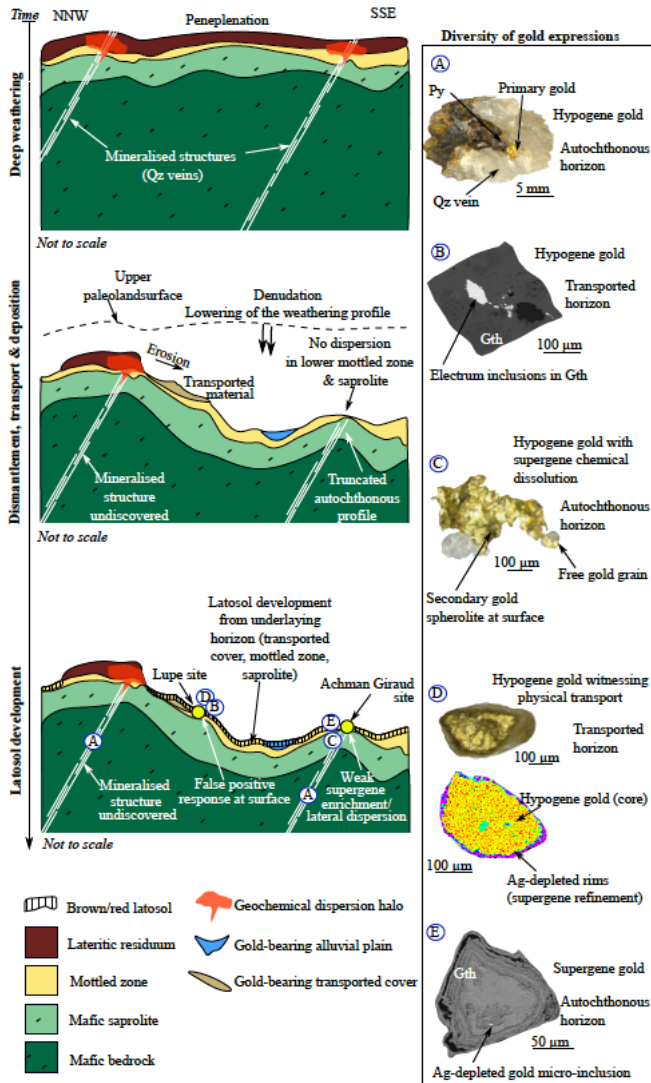 Time
NNW
Peneplenation
SSE
Deep weathering
Mineralised structures
(Qz veins)
Not to scale
Dismantlement, transport & deposition
Upper
paleolandsurface
Denudation
Lowering of the weathering profile
Erosion
Transported
material
No dispersion
in lower mottled zone
& saprolite
Mineralised
structure
undiscovered
Truncated
autochthonous
profile
Not to scale
Latosol development
Latosol development
from underlaying
horizon (transported
cover, mottled zone,
saprolite)
Lupe site
D
B
Achman Giraud
site
E
C
A
A
Mineralised
structure
undiscovered
False positive
response at surface
Weak
supergene
enrichment/
lateral dispersion
Not to scale
Brown/red latosol
Lateritic residuum
Mottled zone
Mafic saprolite
Mafic bedrock
Geochemical dispersion halo
Gold-bearing alluvial plain
Gold-bearing transported cover
Diversity of gold expressions
A
Py
Primary gold
Hypogene gold
Autochthonous
horizon
Qz vein
5 mm
B
Hypogene gold
Transported
horizon
Gth
100 µm
Electrum inclusions in Gth
C
Hypogene gold with
supergene chemical
dissolution
Autochthonous
horizon
100 µm
Free gold grain
Secondary gold
spherolite at surface
D
Hypogene gold witnessing
physical transport
100 µm
Transported
horizon
Hypogene gold (core)
100 µm
Ag-depleted rims
(supergene refinement)
E
Gth
Supergene gold
Autochthonous
horizon
50 µm
Ag-depleted gold micro-inclusion